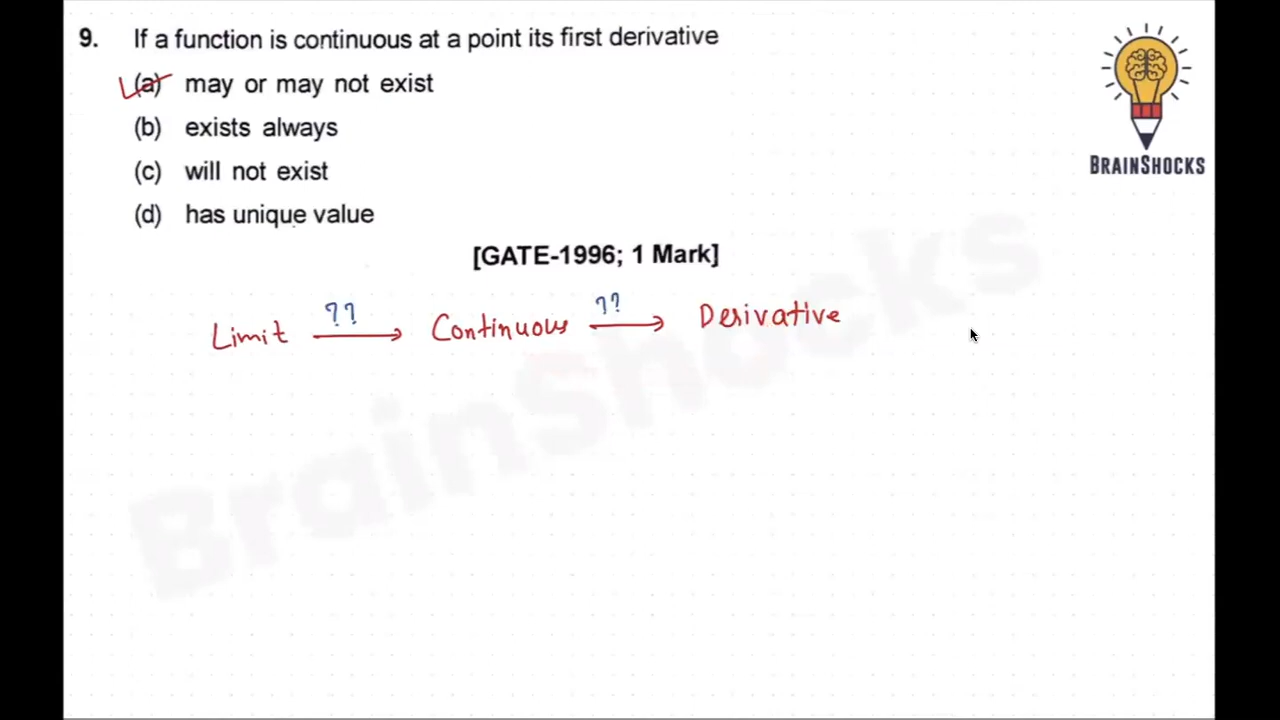 9. If a function is continuous at a point its first derivative
(a) may or may not exist
(b) exists always
(c) will not exist
(d) has unique value
[GATE-1996; 1 Mark]
Limit ?? → Continuous ?? → Derivative
BRAINSHOCKS
BrainShocks